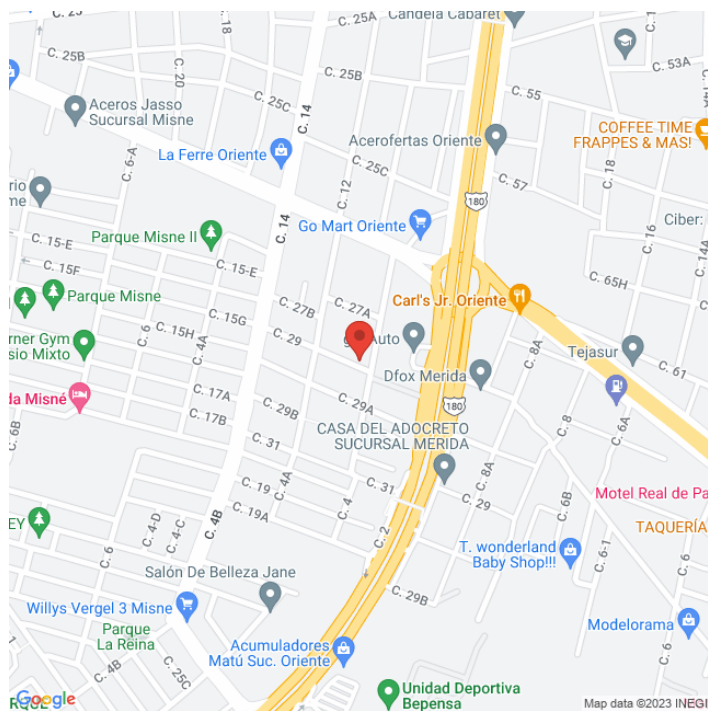 Candela Cabaret
C. 25
C. 25A
C. 25B
C. 20
C. 25C
C. 14
C. 25B
C. 55
C. 53A
C. 16
C. 14A
Aceros Jasso
Sucursal Misne
C. 6-A
La Ferre Oriente
Acerofertas Oriente
COFFEE TIME
FRAPPES & MAS!
C. 25C
C. 57
C. 18
C. 12
180
C. 14
Go Mart Oriente
Ciber:
C. 16
C. 14A
Parque Misne II
C. 15-E
C. 15-E
C. 15F
C. 65H
Parque Misne
C. 27B
C. 27A
Carl's Jr. Oriente
C. 15G
C. 15H
C. 6
C. 4A
C. 29
Auto
C. 8A
Tejasur
C. 61
Dfox Merida
180
C. 17A
C. 17B
C. 29B
C. 29A
C. 8
C. 6A
C. 6B
CASA DEL ADOCRETO
SUCURSAL MERIDA
C. 31
C. 19
C. 4A
C. 31
C. 8A
C. 29
C. 6B
Motel Real de Pa
C. 19A
C. 4
C. 4B
C. 4-D
C. 4-C
C. 6
C. 2
C. 6-1
TAQUERÍA
T. wonderland
Baby Shop!!!
Salón De Belleza Jane
C. 29B
Willys Vergel 3 Misne
Parque
La Reina
Modelorama
C. 6
C. 4B
C. 25C
Acumuladores
Matú Suc. Oriente
Unidad Deportiva
Bepensa
Google
Map data ©2023 INEGI